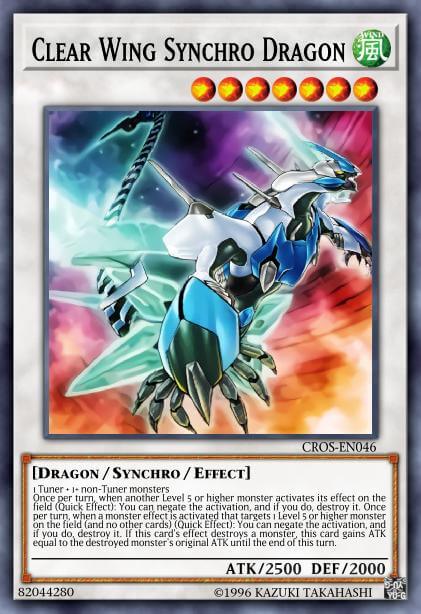 Clear Wing Synchro Dragon
WIND
風
CROS-EN046
[Dragon / Synchro / Effect]
1 Tuner + 1+ non-Tuner monsters
Once per turn, when another Level 5 or higher monster activates its effect on the
field (Quick Effect): You can negate the activation, and if you do, destroy it. Once
per turn, when a monster effect is activated that targets 1 Level 5 or higher monster
on the field (and no other cards) (Quick Effect): You can negate the activation, and
if you do, destroy it. If this card's effect destroys a monster, this card gains ATK
equal to the destroyed monster's original ATK until the end of this turn.
ATK/2500 DEF/2000
82044280
©1996 KAZUKI TAKAHASHI